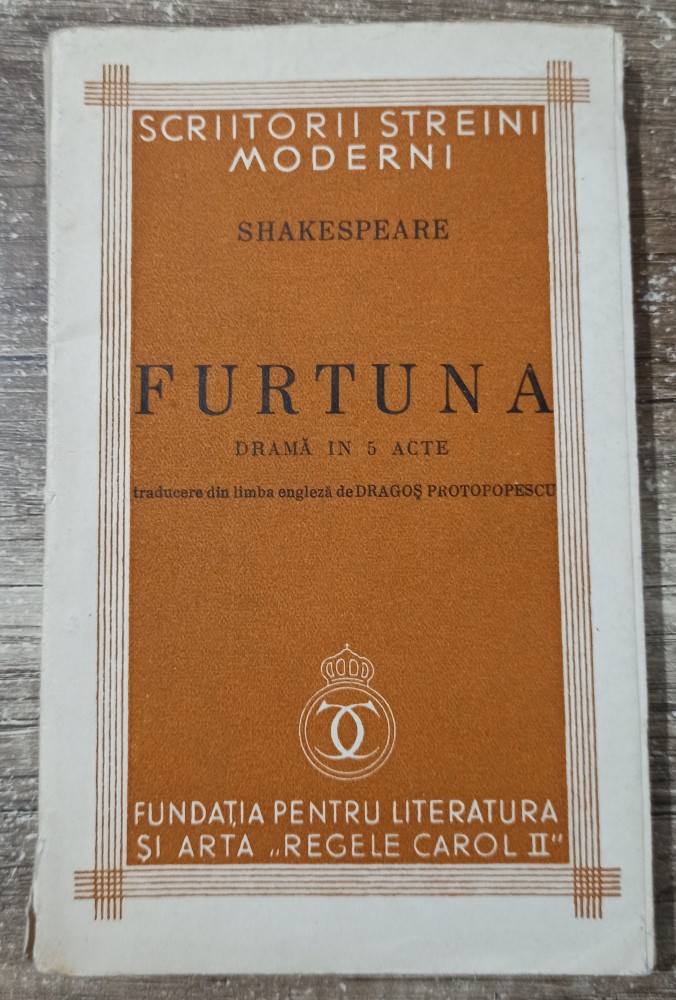 SCRIITORII STREINI
MODERNI
SHAKESPEARE
FURTUNA
DRAMĂ IN 5 ACTE
traducere din limba engleză de DRAGOȘ PROTOPOPESCU
FUNDAȚIA PENTRU LITERATURA
ȘI ARTA „REGELE CAROL II"